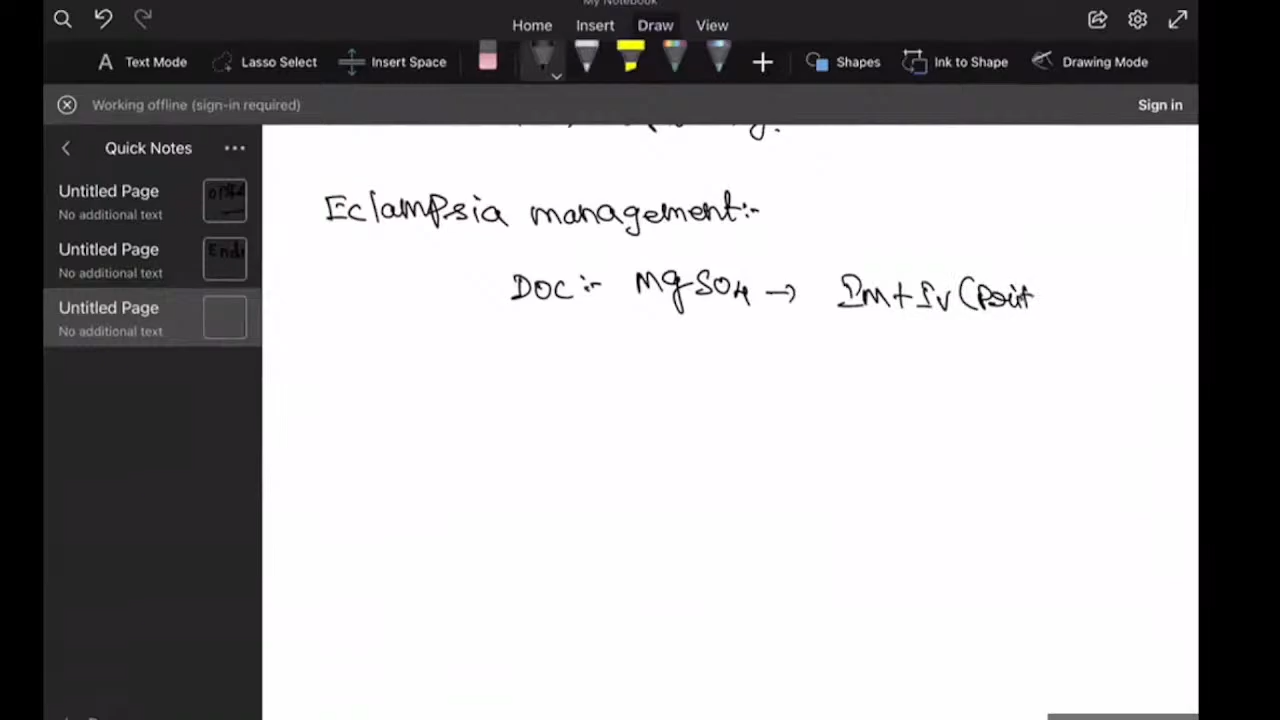 My Notebook
Home Insert Draw View
Text Mode Lasso Select Insert Space Shapes Ink to Shape Drawing Mode
Working offline (sign-in required) Sign in
Quick Notes
Untitled Page
No additional text
Untitled Page
No additional text
Untitled Page
No additional text
Eclampsia management:-
DOC:- MgSO4 → Im + Iv (Prit